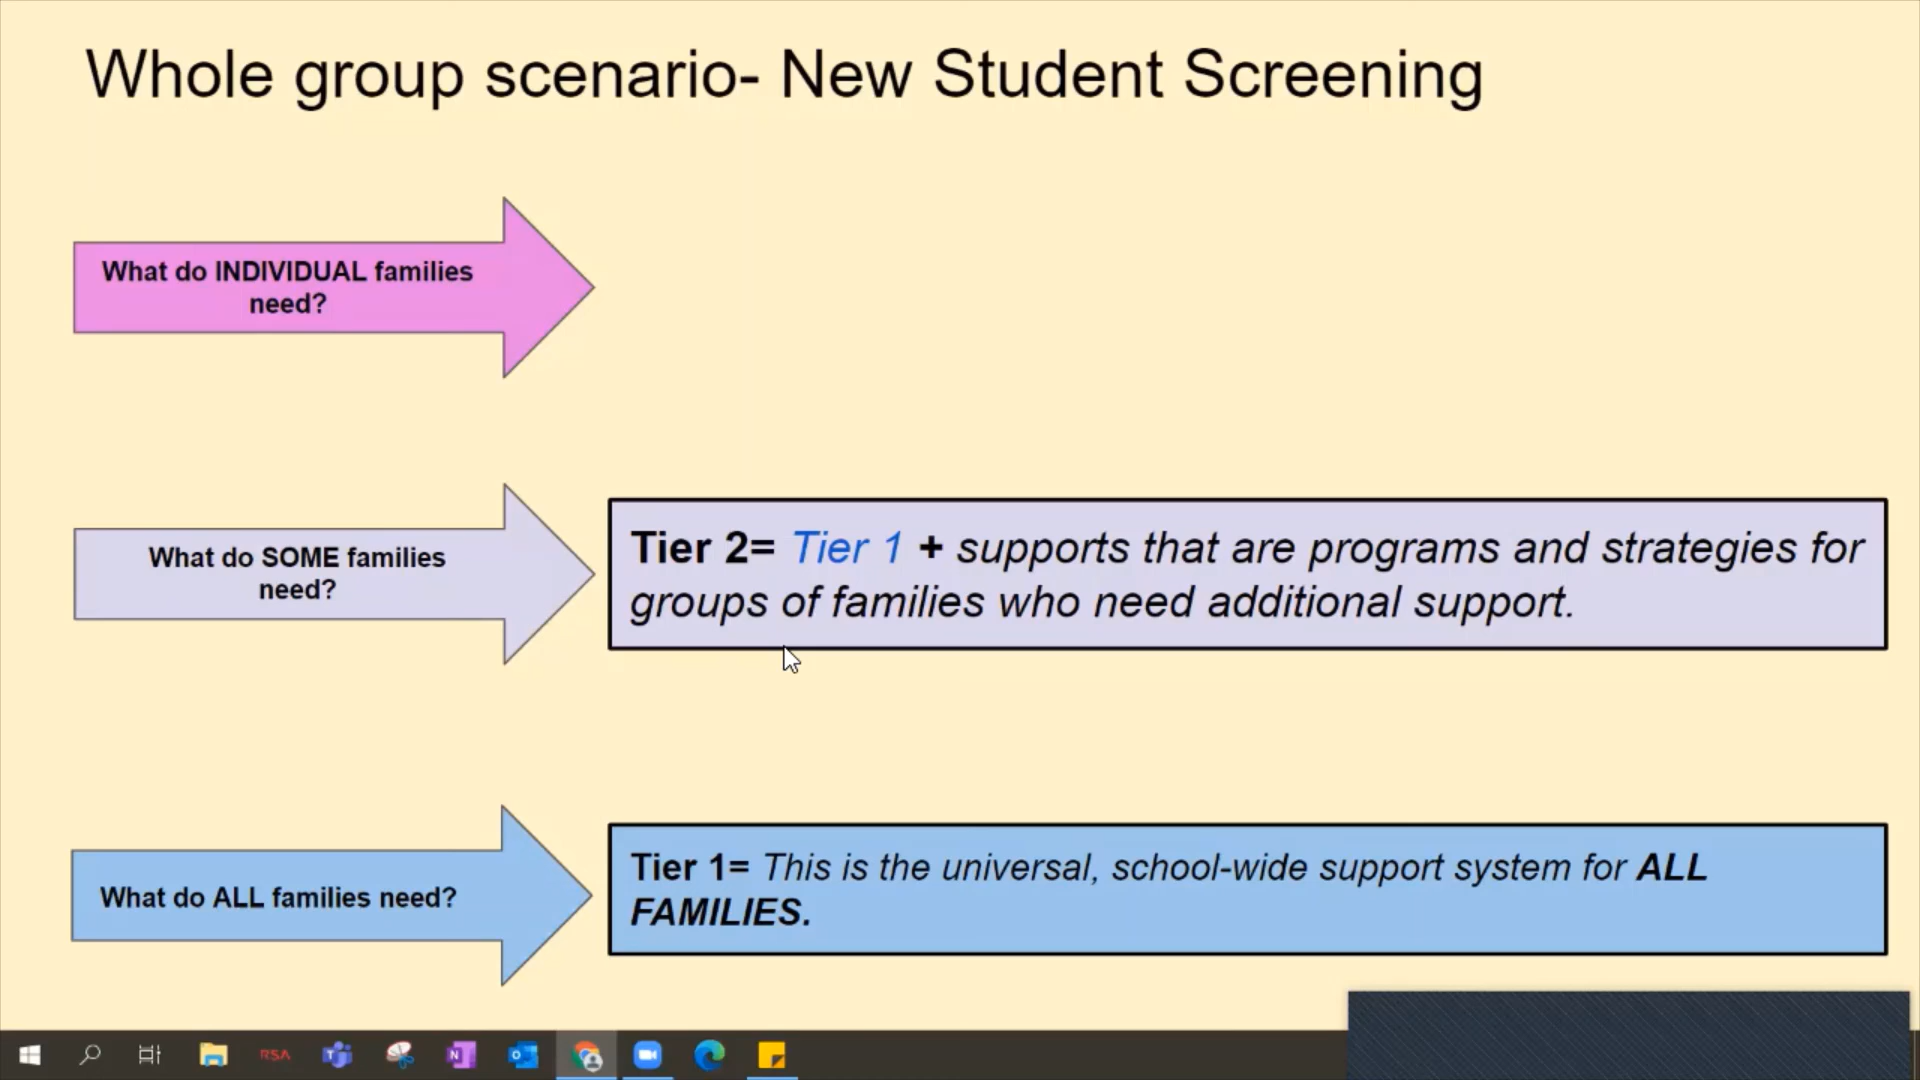 Whole group scenario- New Student Screening
What do INDIVIDUAL families
need?
What do SOME families
need?
Tier 2= Tier 1 + supports that are programs and strategies for
groups of families who need additional support.
What do ALL families need?
Tier 1= This is the universal, school-wide support system for ALL
FAMILIES.
RSA